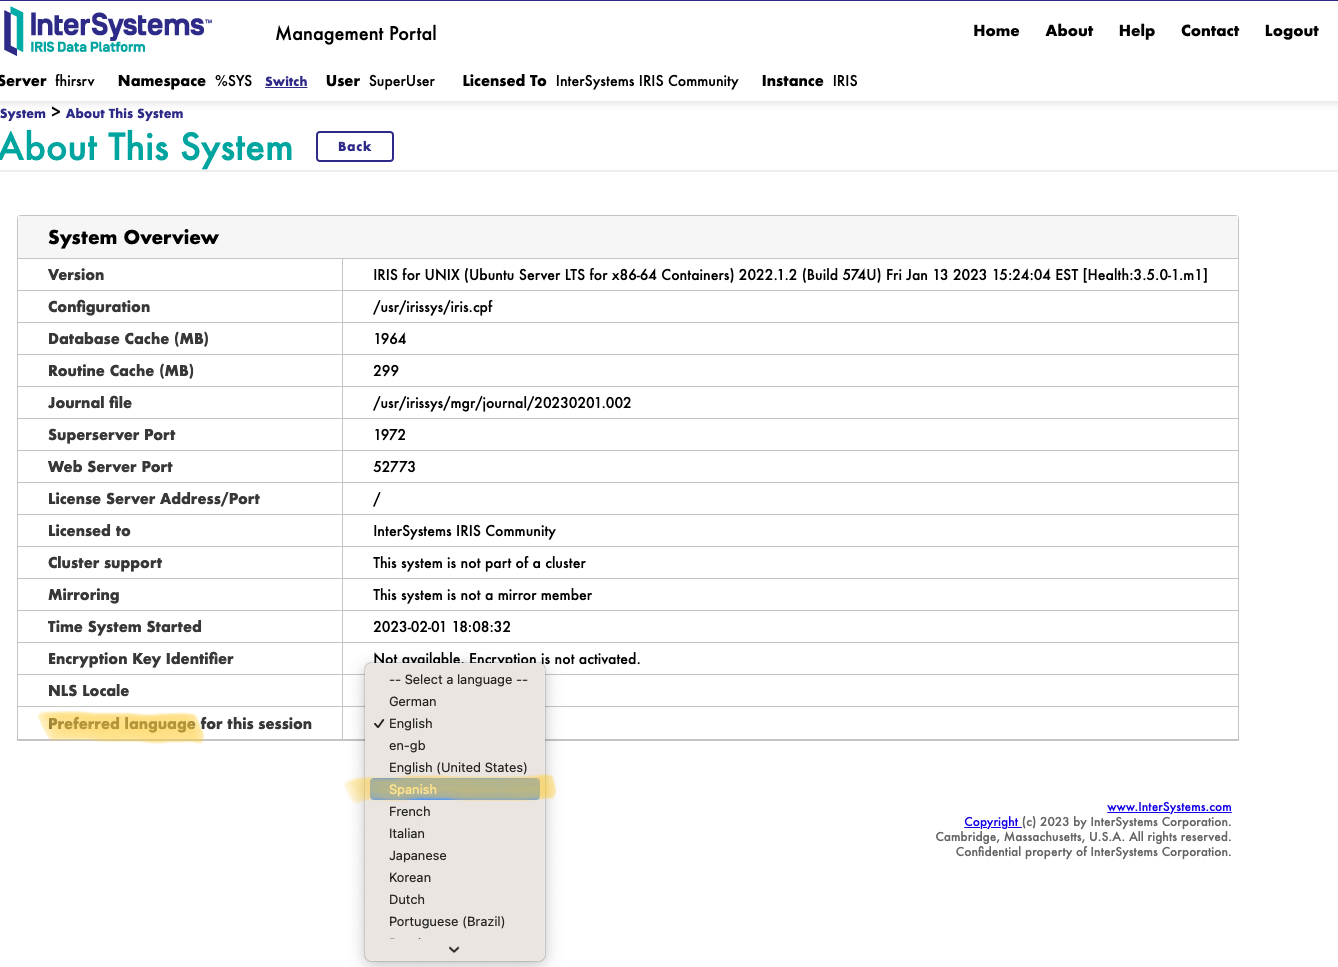 InterSystems™
IRIS Data Platform
Management Portal
Home About Help Contact Logout
Server fhirsrv Namespace %SYS Switch User SuperUser Licensed To InterSystems IRIS Community Instance IRIS
System > About This System
About This System
Back
System Overview
Version IRIS for UNIX (Ubuntu Server LTS for x86-64 Containers) 2022.1.2 (Build 574U) Fri Jan 13 2023 15:24:04 EST [Health:3.5.0-1.m1]
Configuration /usr/irissys/iris.cpf
Database Cache (MB) 1964
Routine Cache (MB) 299
Journal file /usr/irissys/mgr/journal/20230201.002
Superserver Port 1972
Web Server Port 52773
License Server Address/Port /
Licensed to InterSystems IRIS Community
Cluster support This system is not part of a cluster
Mirroring This system is not a mirror member
Time System Started 2023-02-01 18:08:32
Encryption Key Identifier Not available. Encryption is not activated.
NLS Locale
Preferred language for this session
-- Select a language --
German
✓ English
en-gb
English (United States)
Spanish
French
Italian
Japanese
Korean
Dutch
Portuguese (Brazil)
www.InterSystems.com
Copyright (c) 2023 by InterSystems Corporation.
Cambridge, Massachusetts, U.S.A. All rights reserved.
Confidential property of InterSystems Corporation.